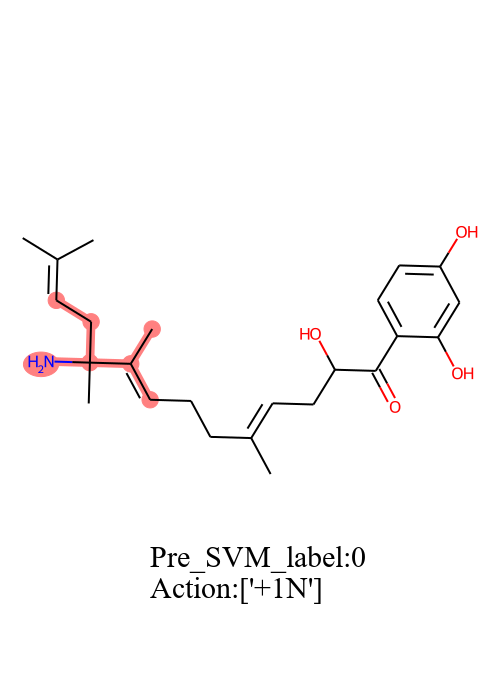 OH
HO
H2N
OH
O
Pre_SVM_label:0
Action:['+1N']